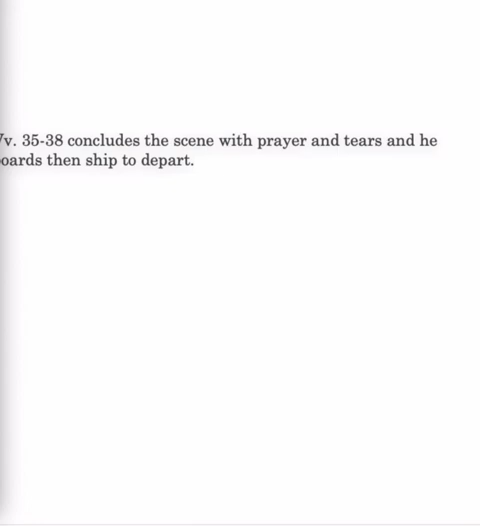 v. 35-38 concludes the scene with prayer and tears and he
oards then ship to depart.